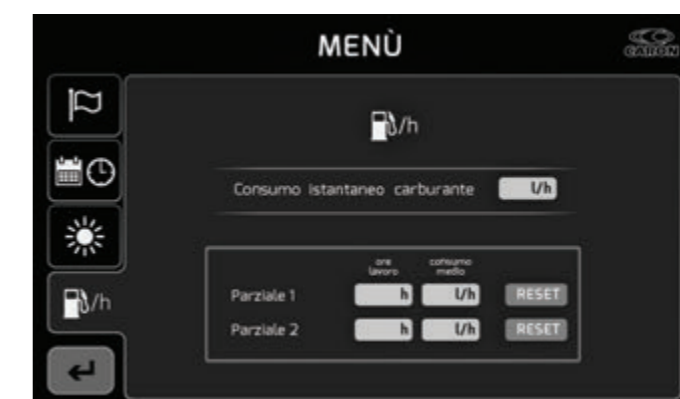 MENÙ
CARON
/h
/h
Consumo istantaneo carburante l/h
ore lavoro
consumo medio
Parziale 1 h l/h RESET
Parziale 2 h l/h RESET